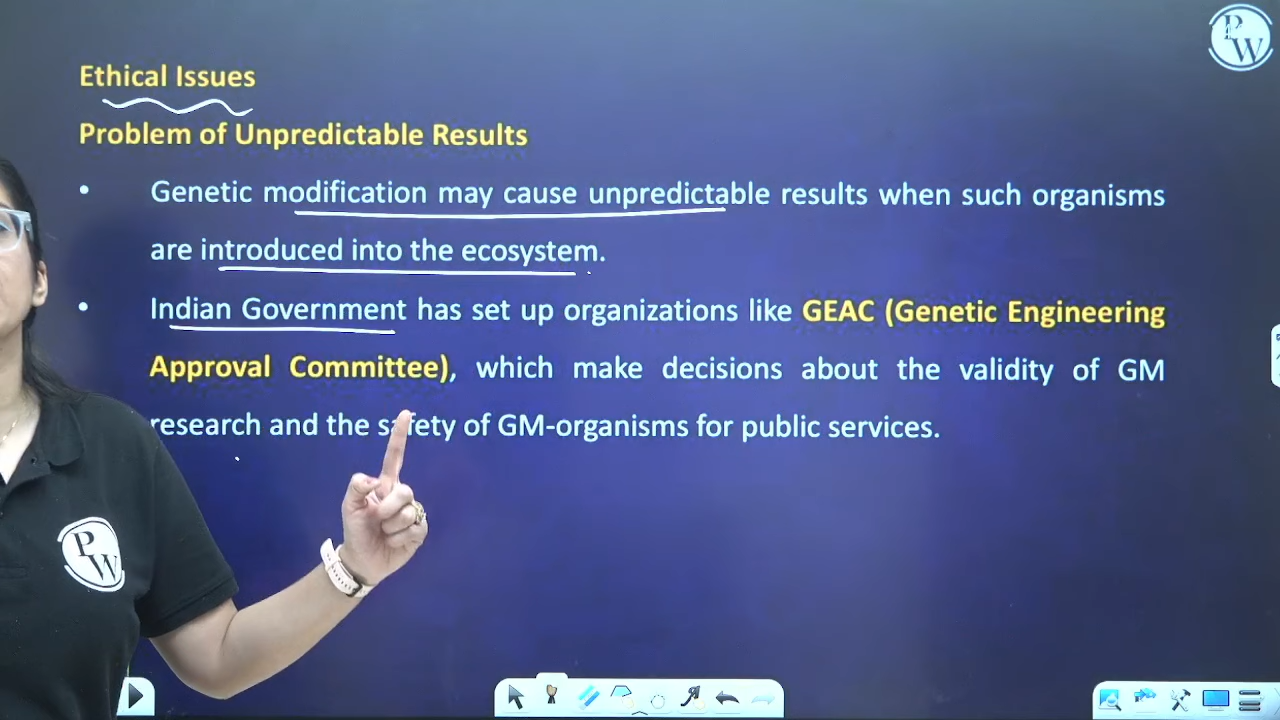 PW
Ethical Issues
Problem of Unpredictable Results
• Genetic modification may cause unpredictable results when such organisms
are introduced into the ecosystem.
• Indian Government has set up organizations like GEAC (Genetic Engineering
Approval Committee), which make decisions about the validity of GM
research and the safety of GM-organisms for public services.
PW